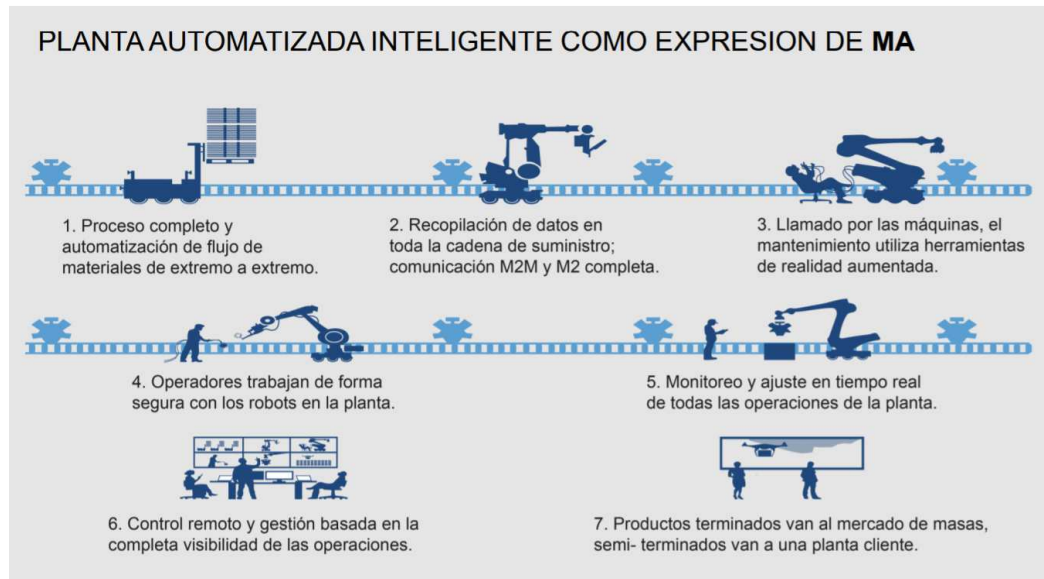 PLANTA AUTOMATIZADA INTELIGENTE COMO EXPRESION DE MA
1. Proceso completo y
automatización de flujo de
materiales de extremo a extremo.
2. Recopilación de datos en
toda la cadena de suministro;
comunicación M2M y M2 completa.
3. Llamado por las máquinas, el
mantenimiento utiliza herramientas
de realidad aumentada.
4. Operadores trabajan de forma
segura con los robots en la planta.
5. Monitoreo y ajuste en tiempo real
de todas las operaciones de la planta.
6. Control remoto y gestión basada en la
completa visibilidad de las operaciones.
7. Productos terminados van al mercado de masas,
semi- terminados van a una planta cliente.